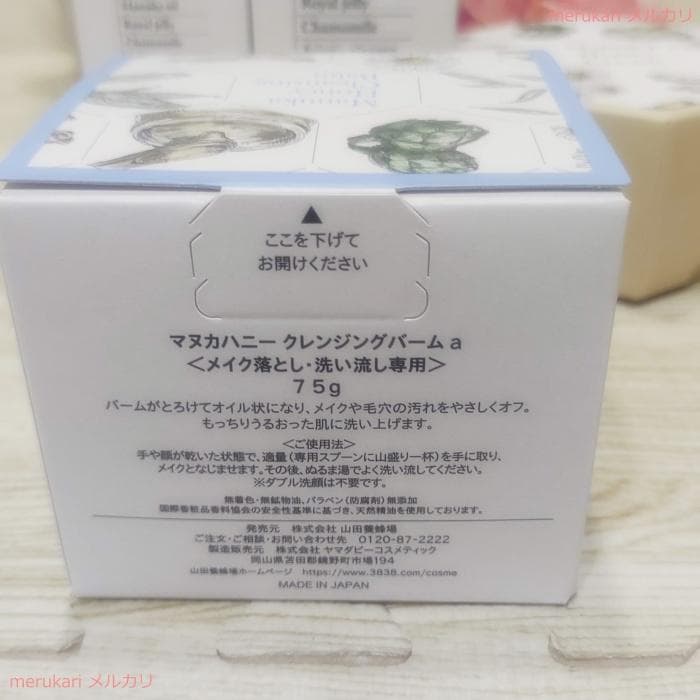 merukari メルカリ
Royal jelly
Chamomile
Royal jelly
Chamomile
Manuka
Honey
Cleansing
Balm
▲
ここを下げて
お開けください
マヌカハニー クレンジングバーム a
＜メイク落とし・洗い流し専用＞
75g
バームがとろけてオイル状になり、メイクや毛穴の汚れをやさしくオフ。
もっちりうるおった肌に洗い上げます。
＜ご使用法＞
手や顔が乾いた状態で、適量（専用スプーンに山盛り一杯）を手に取り、
メイクとなじませます。その後、ぬるま湯でよく洗い流してください。
※ダブル洗顔は不要です。
無着色・無鉱物油、パラベン（防腐剤）無添加
国際香粧品香料協会の安全性基準に基づき、天然精油を使用しております。
発売元 株式会社 山田養蜂場
ご注文・ご相談・お問い合わせ先 0120-87-2222
製造販売元 株式会社 ヤマダビーコスメティック
岡山県苫田郡鏡野町市場194
山田養蜂場ホームページ https://www.3838.com/cosme
MADE IN JAPAN
merukari メルカリ